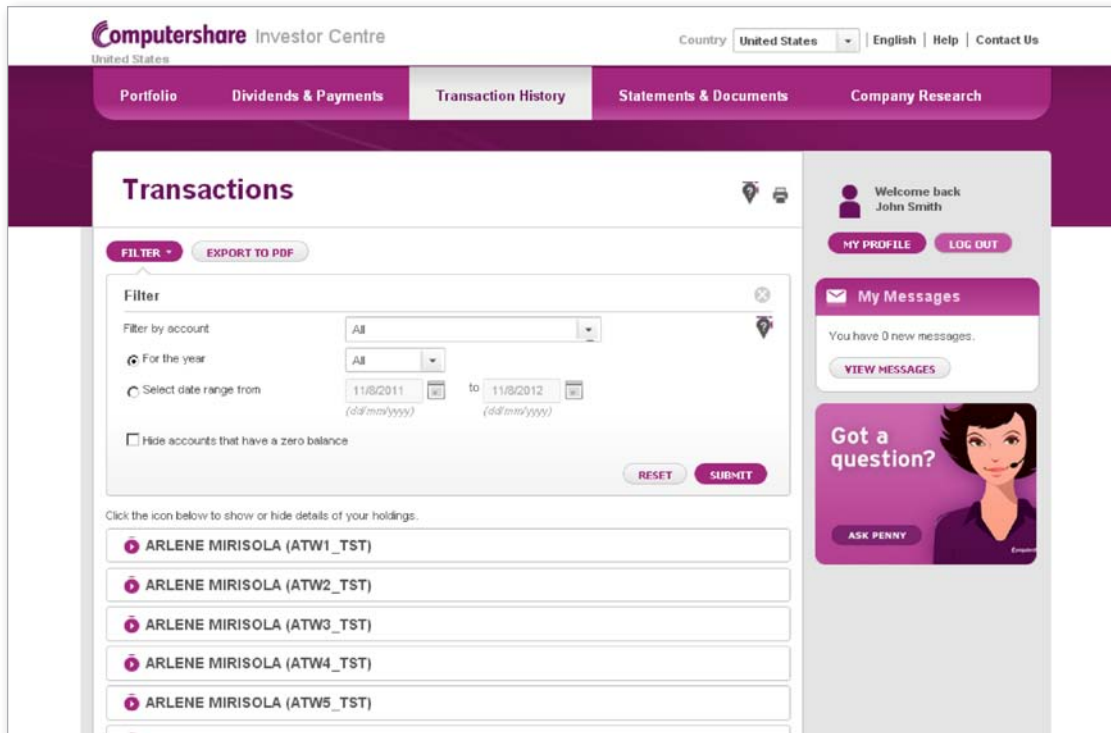 Computershare Investor Centre
United States
Country United States | English | Help | Contact Us
Portfolio Dividends & Payments Transaction History Statements & Documents Company Research
Transactions
Welcome back
John Smith
MY PROFILE LOG OUT
FILTER EXPORT TO PDF
Filter
Filter by account All
For the year All
Select date range from 11/8/2011 to 11/8/2012
(dd/mm/yyyy) (dd/mm/yyyy)
Hide accounts that have a zero balance
RESET SUBMIT
My Messages
You have 0 new messages.
VIEW MESSAGES
Got a
question?
ASK PENNY
Click the icon below to show or hide details of your holdings.
ARLENE MIRISOLA (ATW1_TST)
ARLENE MIRISOLA (ATW2_TST)
ARLENE MIRISOLA (ATW3_TST)
ARLENE MIRISOLA (ATW4_TST)
ARLENE MIRISOLA (ATW5_TST)